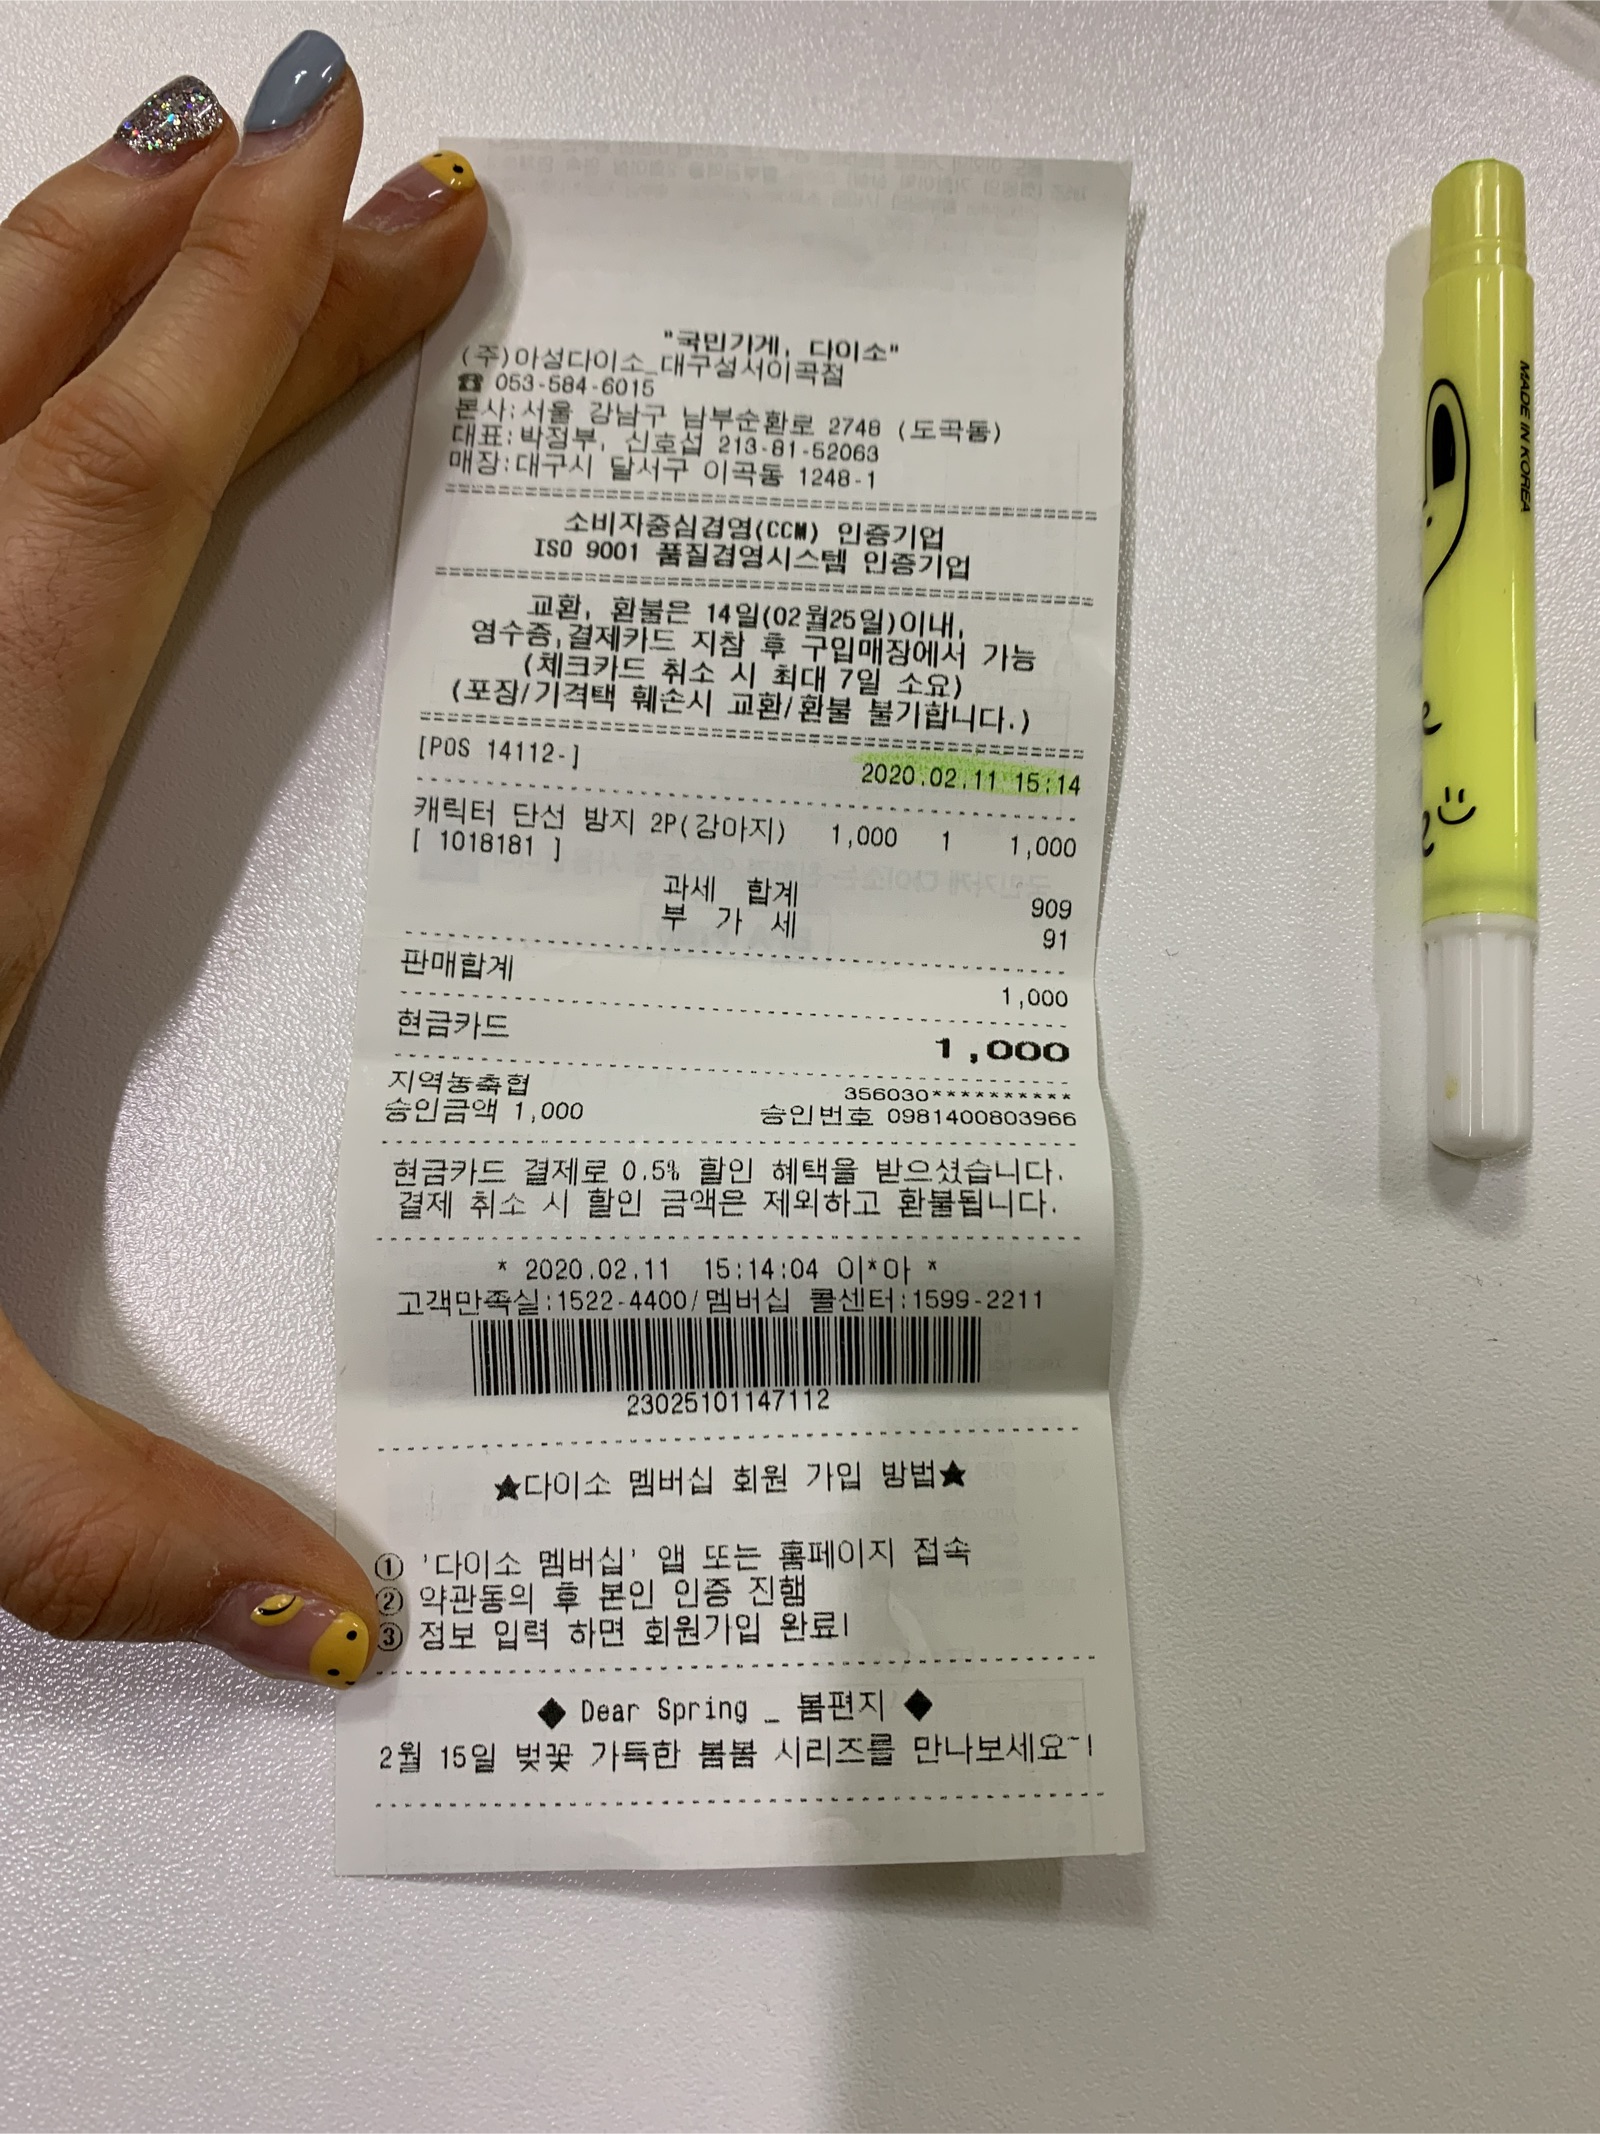 "국민가게, 다이소"
(주)아성다이소_대구성서이곡점
☎ 053-584-6015
본사:서울 강남구 남부순환로 2748 (도곡동)
대표:박정부, 신호섭 213-81-52063
매장:대구시 달서구 이곡동 1248-1
소비자중심경영(CCM) 인증기업
ISO 9001 품질경영시스템 인증기업
교환, 환불은 14일(02월25일)이내,
영수증,결제카드 지참 후 구입매장에서 가능
(체크카드 취소 시 최대 7일 소요)
(포장/가격택 훼손시 교환/환불 불가합니다.)
[POS 14112-] 2020.02.11 15:14
캐릭터 단선 방지 2P(강아지) 1,000 1 1,000
[ 1018181 ]
과세 합계 909
부 가 세 91
판매합계 1,000
현금카드 1,000
지역농축협 356030**********
승인금액 1,000 승인번호 0981400803966
현금카드 결제로 0.5% 할인 혜택을 받으셨습니다.
결제 취소 시 할인 금액은 제외하고 환불됩니다.
* 2020.02.11 15:14:04 이*아 *
고객만족실:1522-4400/멤버십 콜센터:1599-2211
23025101147112
★다이소 멤버십 회원 가입 방법★
① '다이소 멤버십' 앱 또는 홈페이지 접속
② 약관동의 후 본인 인증 진행
③ 정보 입력 하면 회원가입 완료!
◆ Dear Spring _ 봄편지 ◆
2월 15일 벚꽃 가득한 봄봄 시리즈를 만나보세요~!
MADE IN KOREA